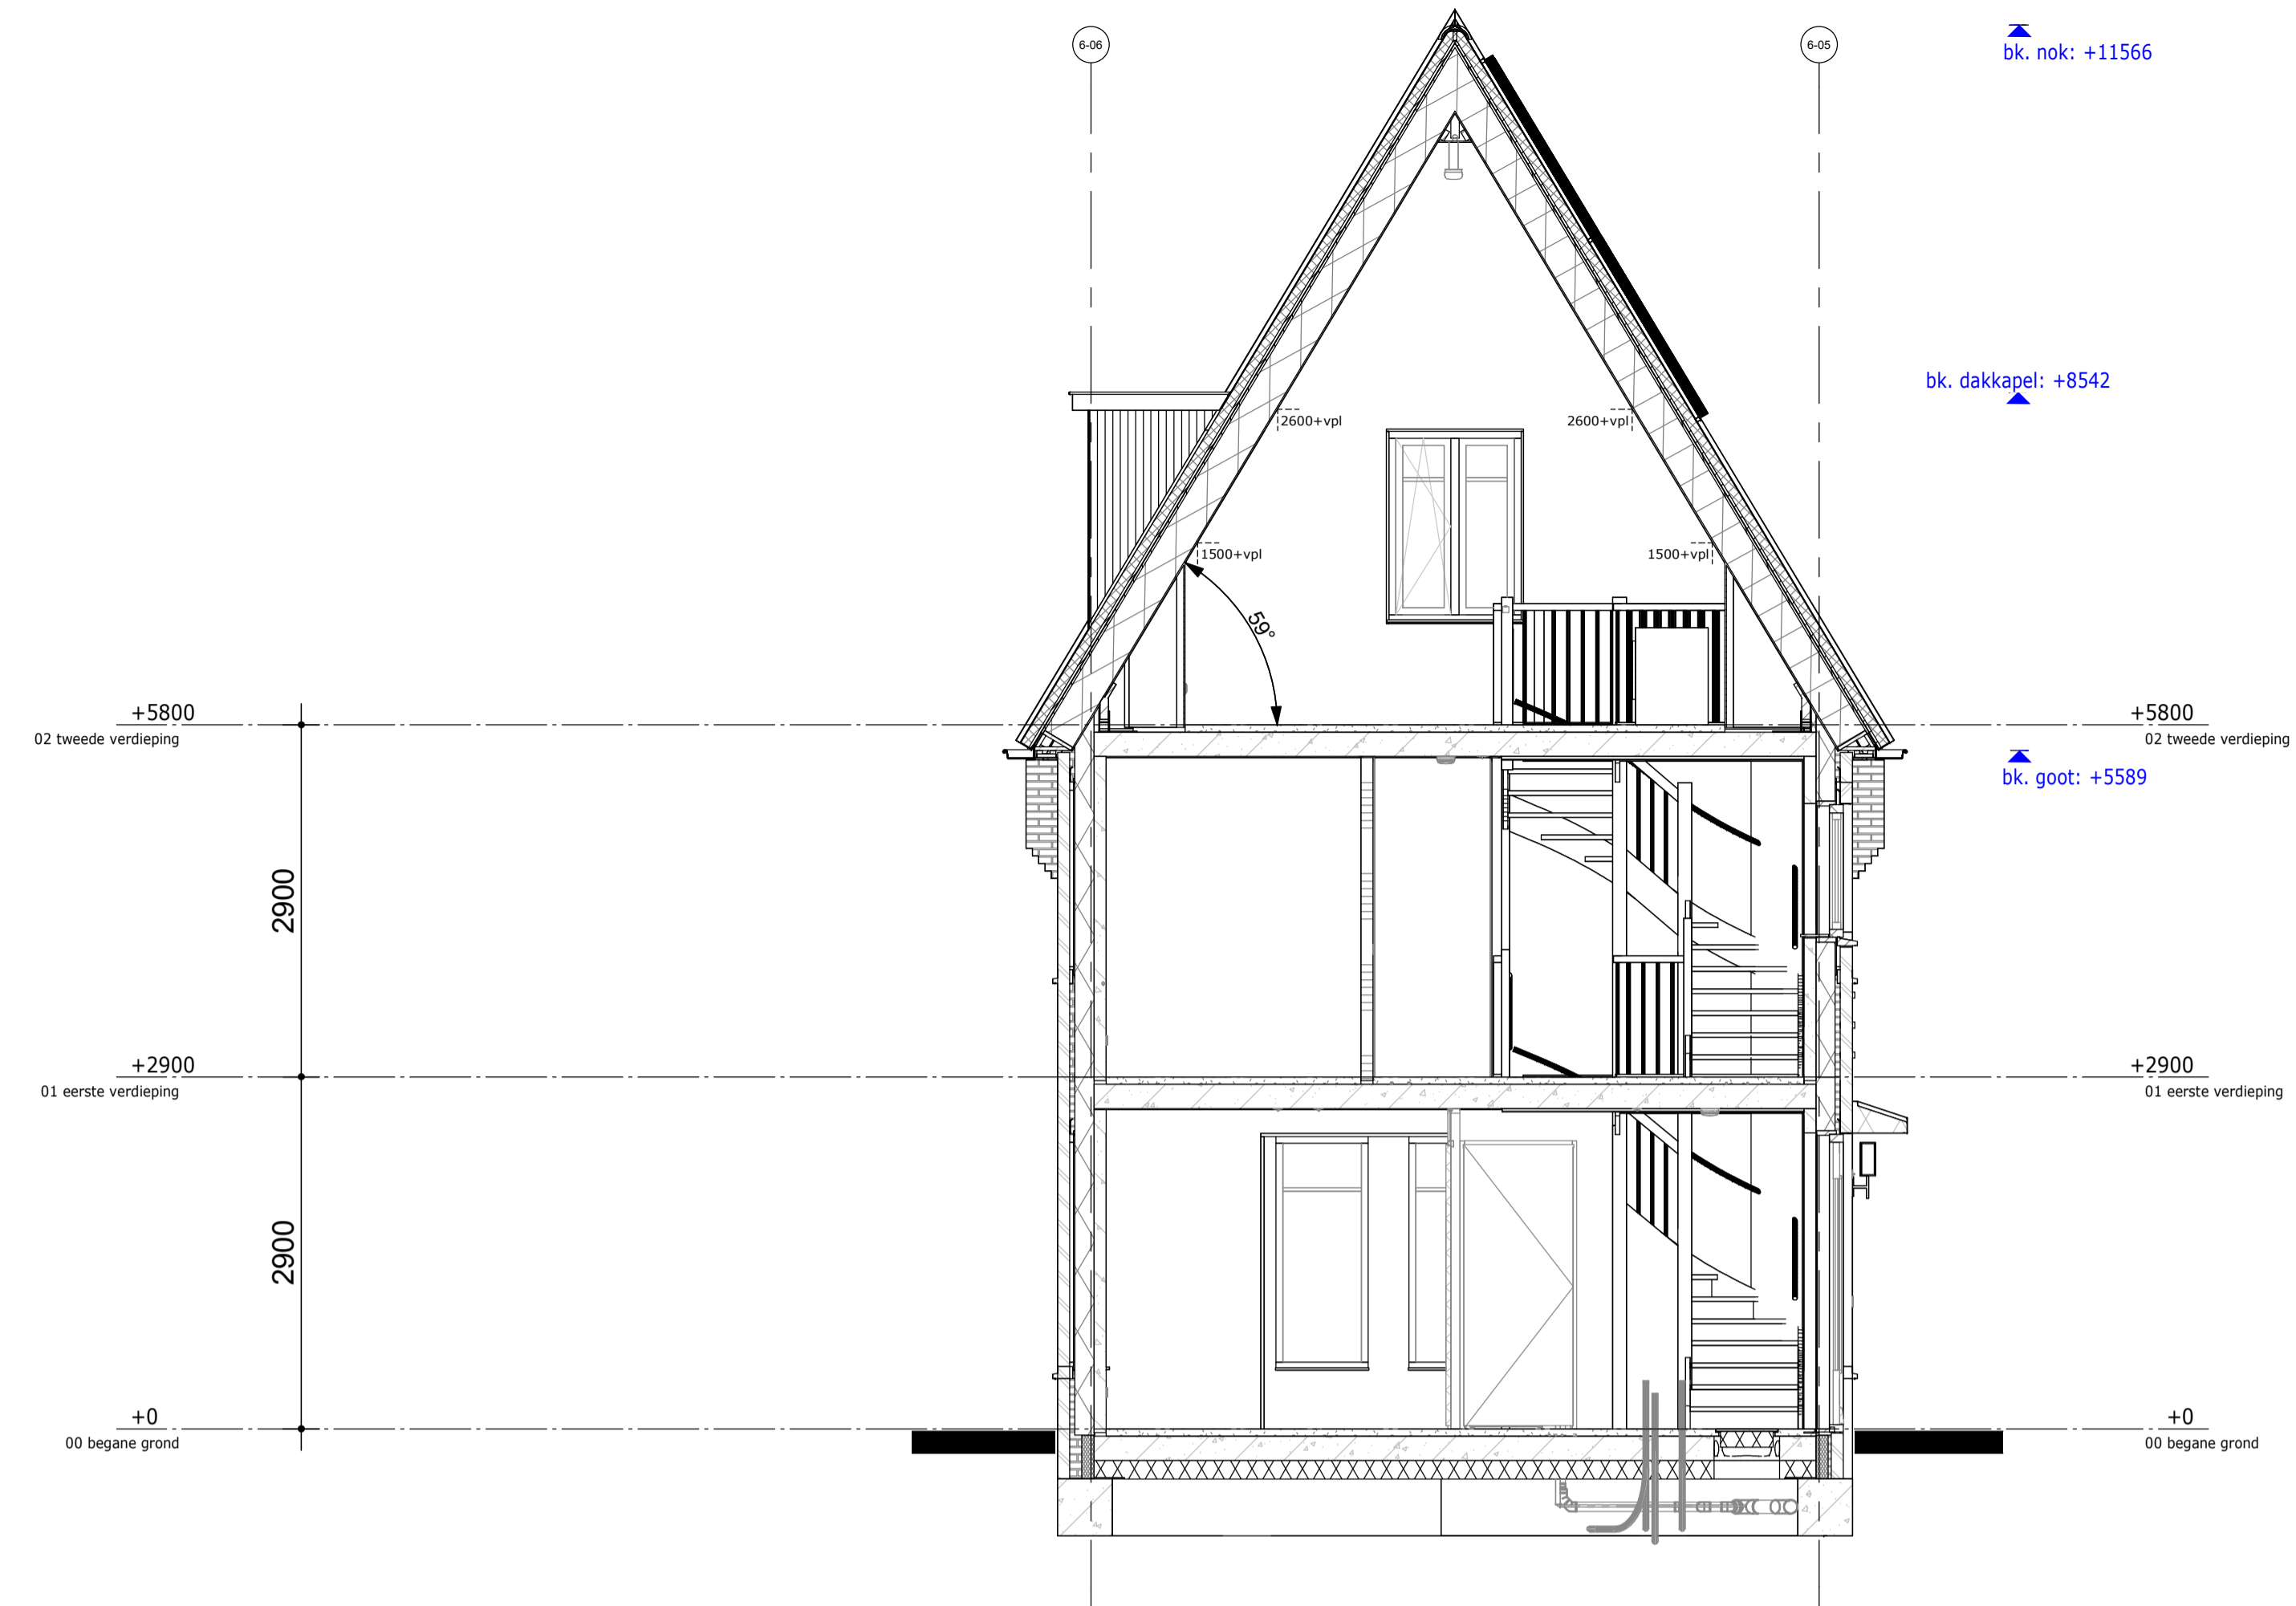 6-06
6-05
bk. nok: +11566
bk. dakkapel: +8542
2600+vpl
2600+vpl
1500+vpl
1500+vpl
59°
+5800
02 tweede verdieping
+5800
02 tweede verdieping
bk. goot: +5589
2900
+2900
01 eerste verdieping
+2900
01 eerste verdieping
2900
+0
00 begane grond
+0
00 begane grond